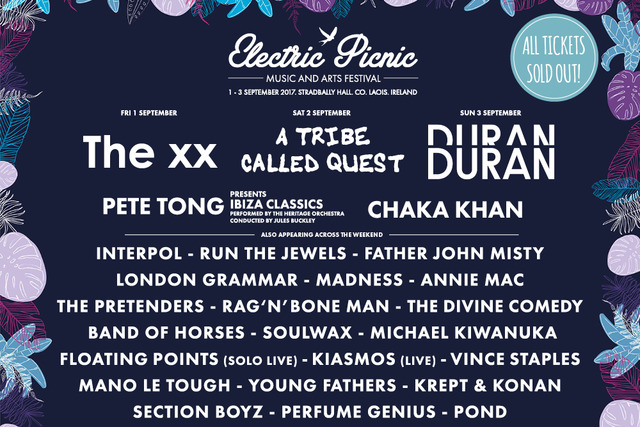 Electric Picnic
MUSIC AND ARTS FESTIVAL
1 - 3 SEPTEMBER 2017. STRADBALLY HALL. CO. LAOIS. IRELAND
ALL TICKETS
SOLD OUT!
FRI 1 SEPTEMBER
The xx
SAT 2 SEPTEMBER
A TRIBE
CALLED QUEST
SUN 3 SEPTEMBER
DURAN
DURAN
PETE TONG
PRESENTS
IBIZA CLASSICS
PERFORMED BY THE HERITAGE ORCHESTRA
CONDUCTED BY JULES BUCKLEY
CHAKA KHAN
ALSO APPEARING ACROSS THE WEEKEND
INTERPOL - RUN THE JEWELS - FATHER JOHN MISTY
LONDON GRAMMAR - MADNESS - ANNIE MAC
THE PRETENDERS - RAG'N'BONE MAN - THE DIVINE COMEDY
BAND OF HORSES - SOULWAX - MICHAEL KIWANUKA
FLOATING POINTS (SOLO LIVE) - KIASMOS (LIVE) - VINCE STAPLES
MANO LE TOUGH - YOUNG FATHERS - KREPT & KONAN
SECTION BOYZ - PERFUME GENIUS - POND